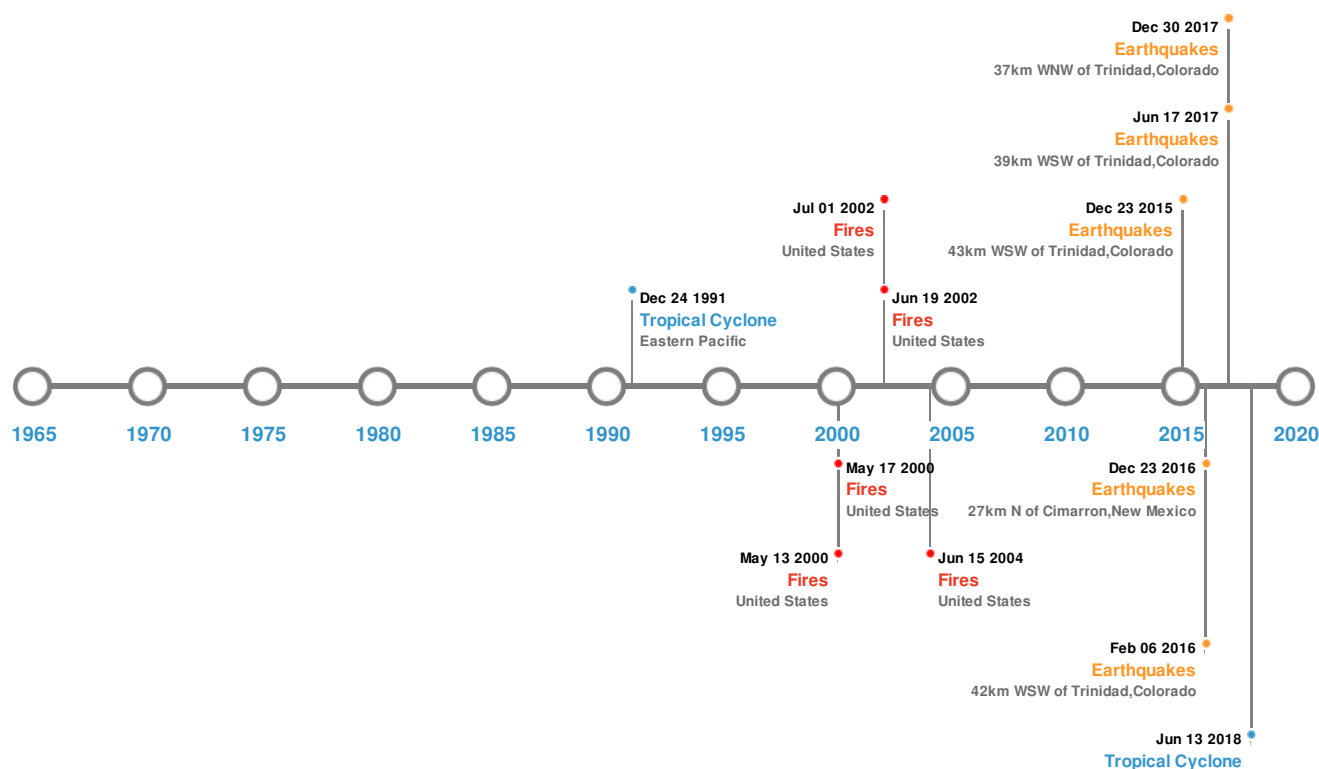 Dec 30 2017
Earthquakes
37km WNW of Trinidad,Colorado
Jun 17 2017
Earthquakes
39km WSW of Trinidad,Colorado
Jul 01 2002
Fires
United States
Dec 23 2015
Earthquakes
43km WSW of Trinidad,Colorado
Dec 24 1991
Tropical Cyclone
Eastern Pacific
Jun 19 2002
Fires
United States
1965 1970 1975 1980 1985 1990 1995 2000 2005 2010 2015 2020
May 17 2000
Fires
United States
Dec 23 2016
Earthquakes
27km N of Cimarron,New Mexico
May 13 2000
Fires
United States
Jun 15 2004
Fires
United States
Feb 06 2016
Earthquakes
42km WSW of Trinidad,Colorado
Jun 13 2018
Tropical Cyclone